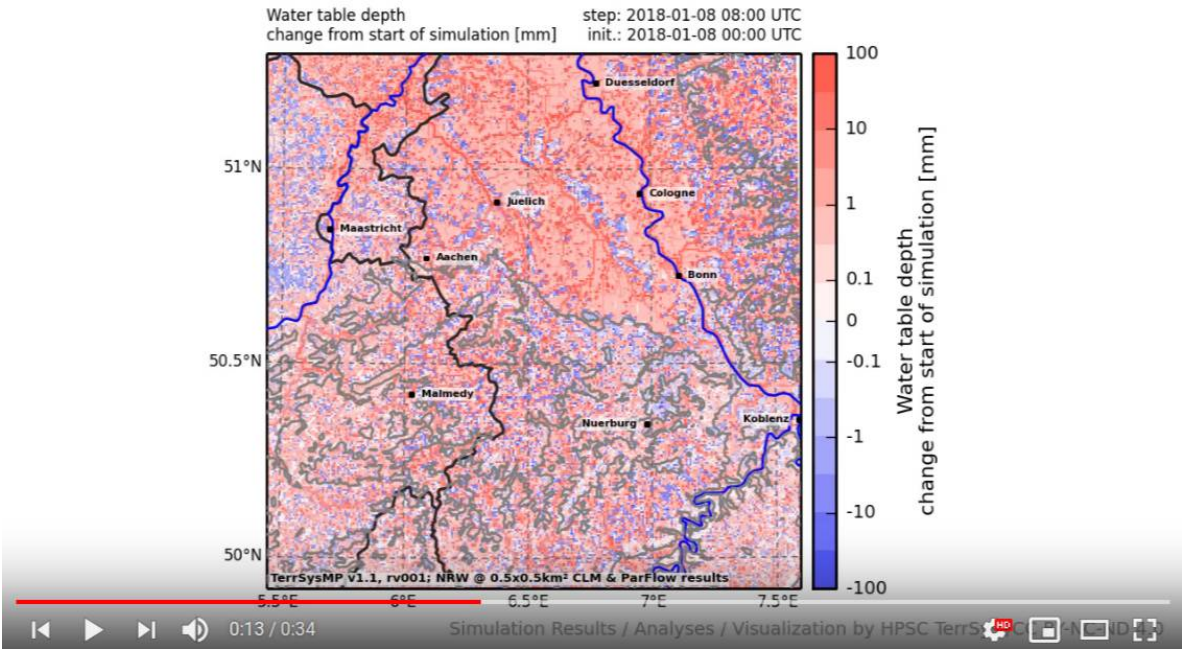 Water table depth
change from start of simulation [mm]
step: 2018-01-08 08:00 UTC
init.: 2018-01-08 00:00 UTC
100
10
1
0.1
0
-0.1
-1
-10
-100
Water table depth
change from start of simulation [mm]
51°N
50.5°N
50°N
Duesseldorf
Cologne
Juelich
Maastricht
Aachen
Bonn
Malmedy
Nuerburg
Koblenz
TerrSysMP v1.1, rv001; NRW @ 0.5x0.5km² CLM & ParFlow results
5.5°E
6°E
6.5°E
7°E
7.5°E
0:13 / 0:34
Simulation Results / Analyses / Visualization by HPSC TerrS
HD